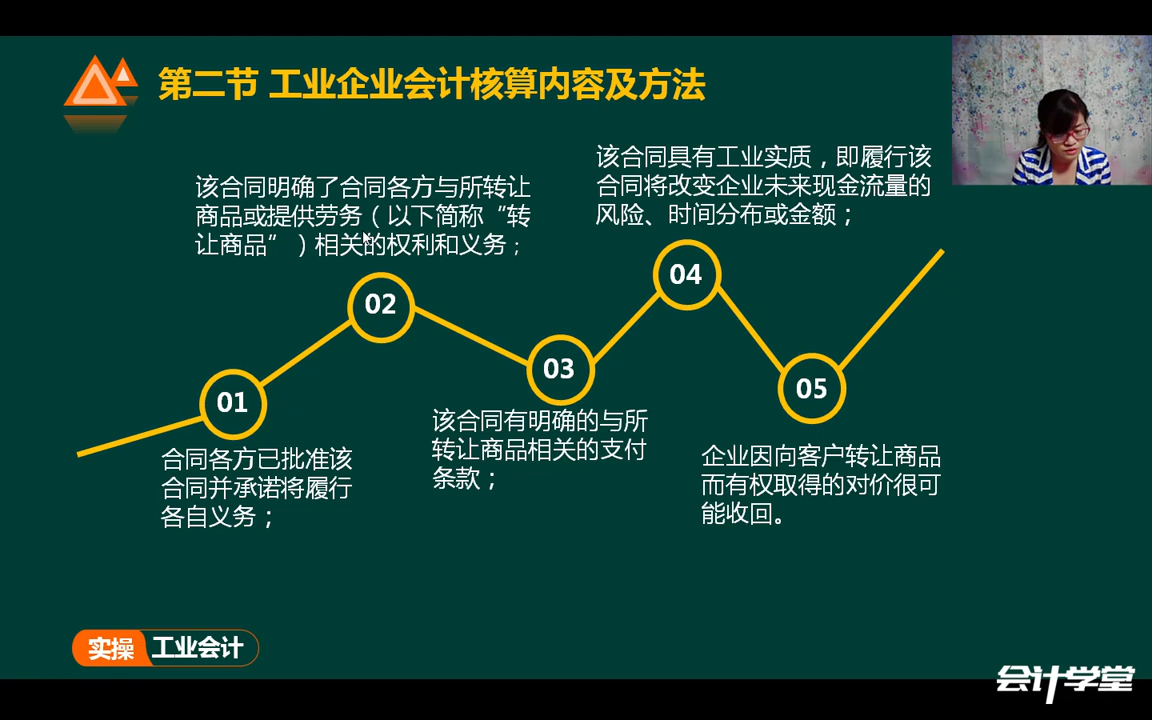 第二节 工业企业会计核算内容及方法
该合同明确了合同各方与所转让
商品或提供劳务（以下简称“转
让商品”）相关的权利和义务；
该合同具有工业实质，即履行该
合同将改变企业未来现金流量的
风险、时间分布或金额；
02
04
03
05
01
该合同有明确的与所
转让商品相关的支付
条款；
合同各方已批准该
合同并承诺将履行
各自义务；
企业因向客户转让商品
而有权取得的对价很可
能收回。
实操 工业会计
会计学堂